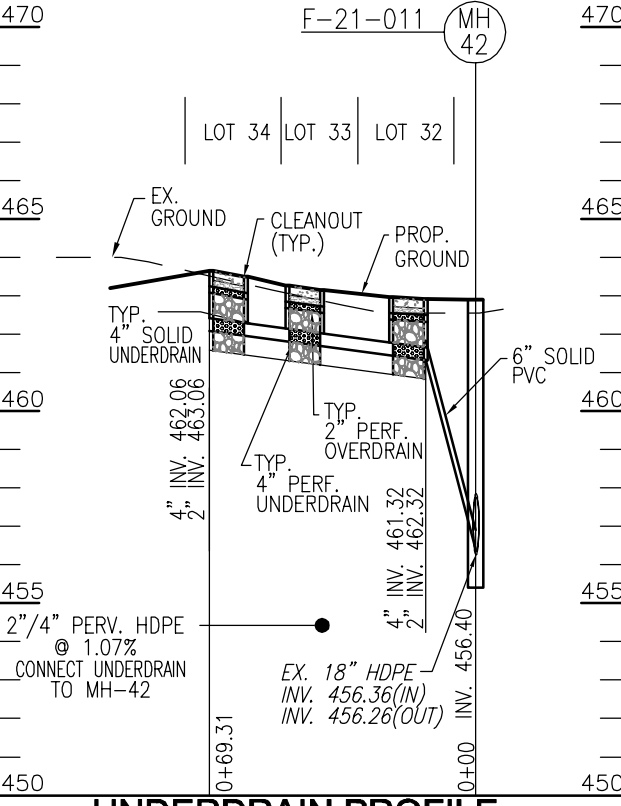 470
F-21-011
MH
42
470
LOT 34
LOT 33
LOT 32
465
EX.
GROUND
CLEANOUT
(TYP.)
PROP.
GROUND
465
TYP.
4" SOLID
UNDERDRAIN
6" SOLID
PVC
460
4" INV. 462.06
2" INV. 463.06
TYP.
2" PERF.
OVERDRAIN
TYP.
4" PERF.
UNDERDRAIN
460
4" INV. 461.32
2" INV. 462.32
455
455
2"/4" PERV. HDPE
@ 1.07%
CONNECT UNDERDRAIN
TO MH-42
EX. 18" HDPE
INV. 456.36(IN)
INV. 456.26(OUT)
INV. 456.40
0+69.31
0+00
450
450
UNDERDRAIN PROFILE